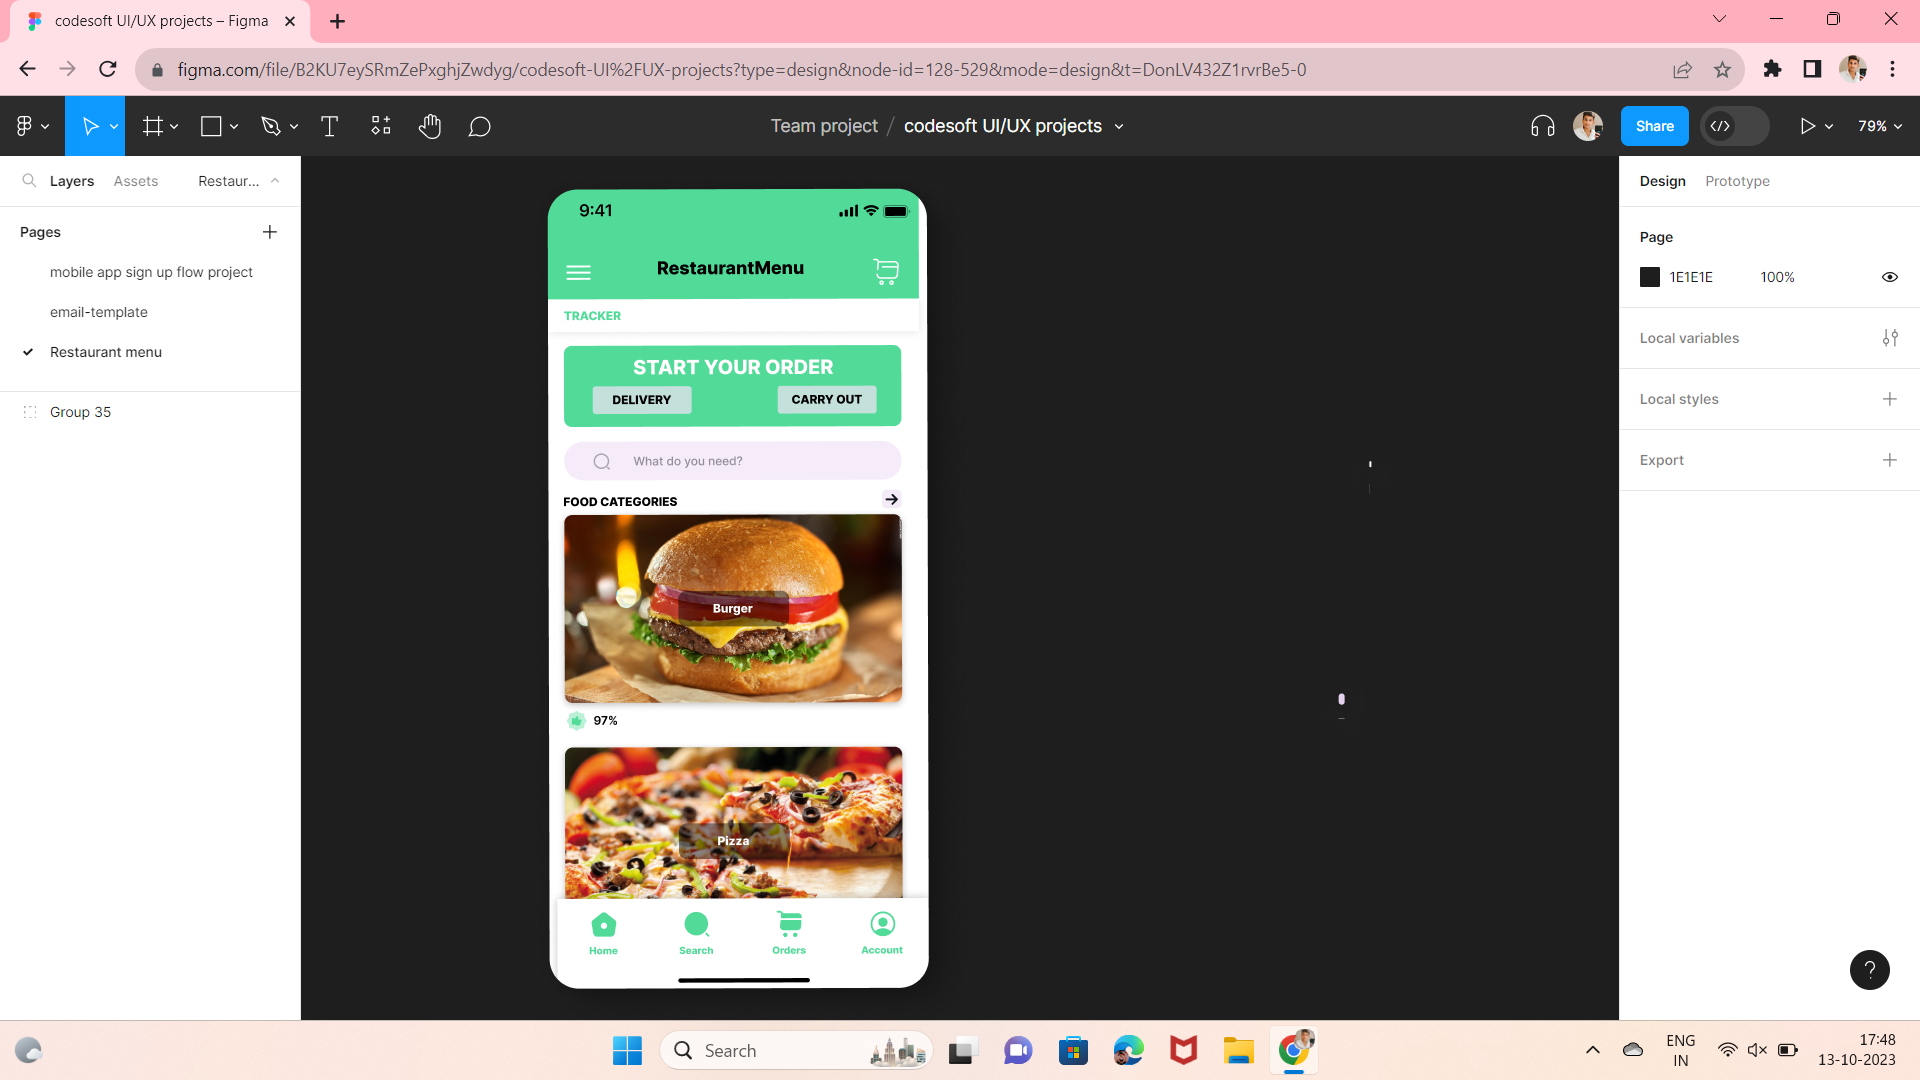 codesoft UI/UX projects – Figma
figma.com/file/B2KU7eySRmZePxghjZwdyg/codesoft-UI%2FUX-projects?type=design&node-id=128-529&mode=design&t=DonLV432Z1rvrBe5-0
Team project / codesoft UI/UX projects
Share
79%
Layers
Assets
Restaur...
Pages
mobile app sign up flow project
email-template
Restaurant menu
Group 35
9:41
RestaurantMenu
TRACKER
START YOUR ORDER
DELIVERY
CARRY OUT
What do you need?
FOOD CATEGORIES
Burger
97%
Pizza
Home
Search
Orders
Account
Design
Prototype
Page
1E1E1E
100%
Local variables
Local styles
Export
?
Search
ENG
IN
17:48
13-10-2023